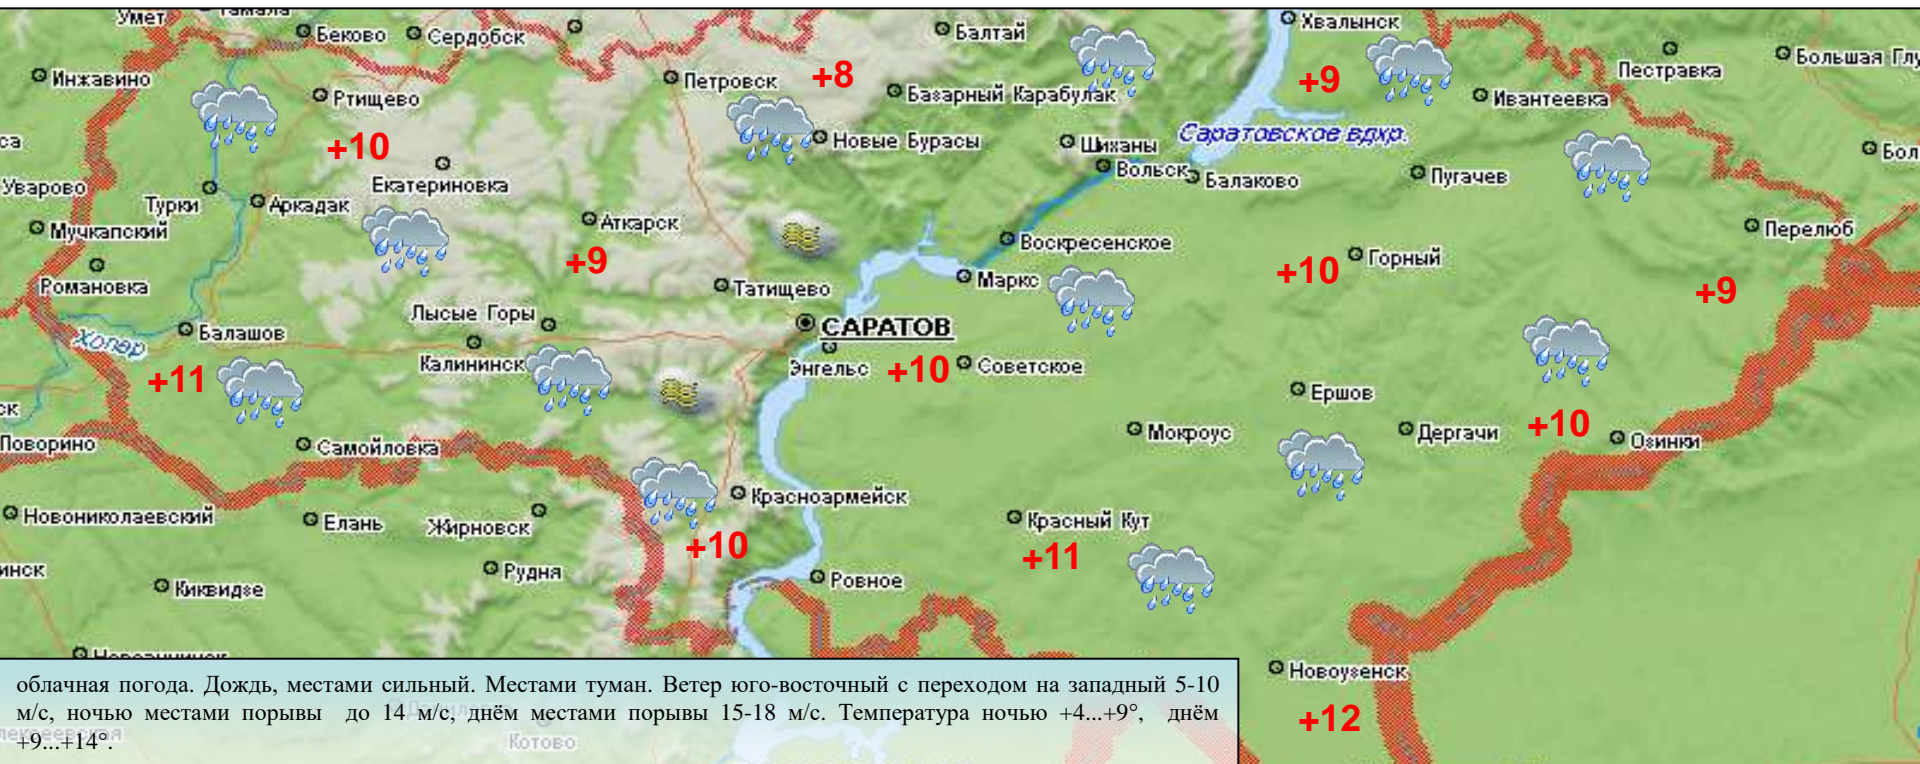 Умет
Беково
Сердобск
Балтай
Хвалынск
Инжавино
Ртищево
Петровск
+8
Базарный Карабулак
+9
Ивантеевка
Пестравка
Большая Глу
+10
Екатериновка
Новые Бурасы
Шиханы
Саратовское вдхр.
Вольск
Балаково
Пугачев
Бол
Уварово
Турки
Аркадак
Мучкапский
Аткарск
Воскресенское
Перелюб
Горный
+9
+10
+9
Романовка
Татищево
Маркс
Лысые Горы
САРАТОВ
Хопер
Балашов
Калининск
Энгельс
+10
Советское
+11
Ершов
Поворино
Самойловка
Мокроус
Дергачи
+10
Озинки
Новониколаевский
Елань
Жирновск
Красноармейск
Красный Кут
+10
+11
Рудня
Киквидзе
Ровное
Новоузенск
+12
облачная погода. Дождь, местами сильный. Местами туман. Ветер юго-восточный с переходом на западный 5-10
м/с, ночью местами порывы до 14 м/с, днём местами порывы 15-18 м/с. Температура ночью +4...+9°, днём
+9...+14°.
Котово